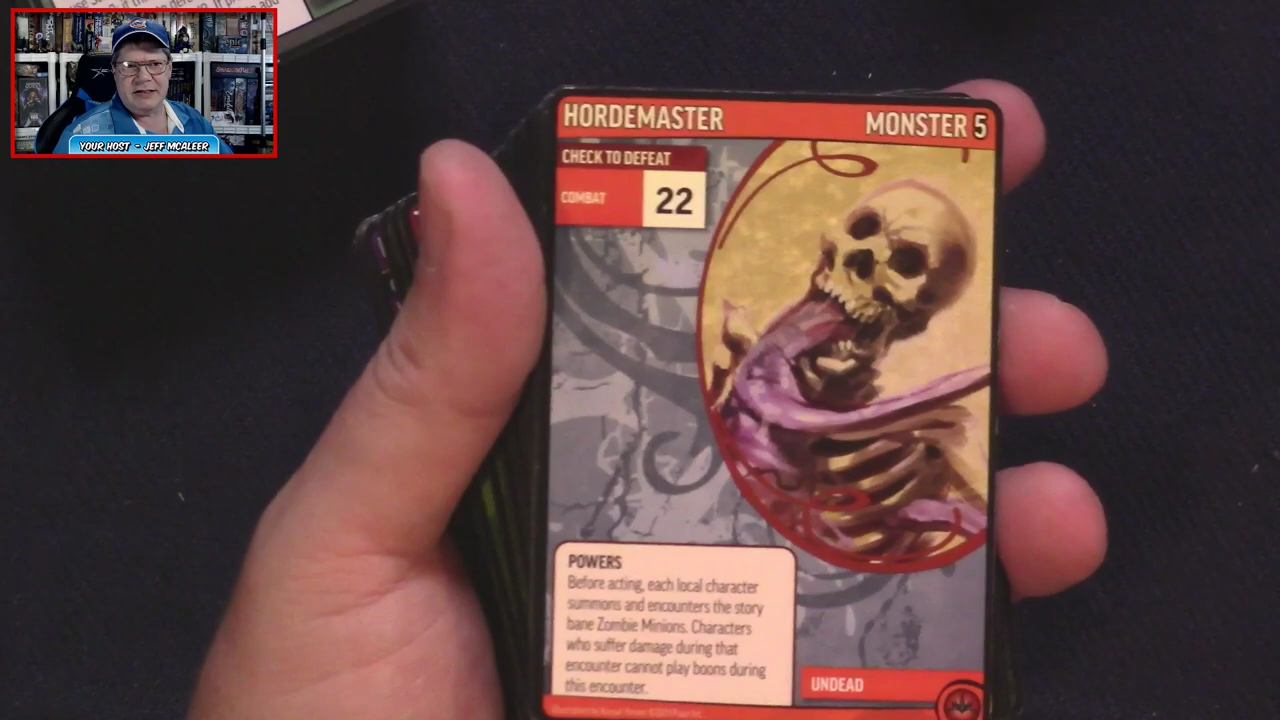 YOUR HOST - JEFF MCALEER
HORDEMASTER
MONSTER 5
CHECK TO DEFEAT
COMBAT
22
POWERS
Before acting, each local character
summons and encounters the story
bane Zombie Minions. Characters
who suffer damage during that
encounter cannot play boons during
this encounter.
UNDEAD